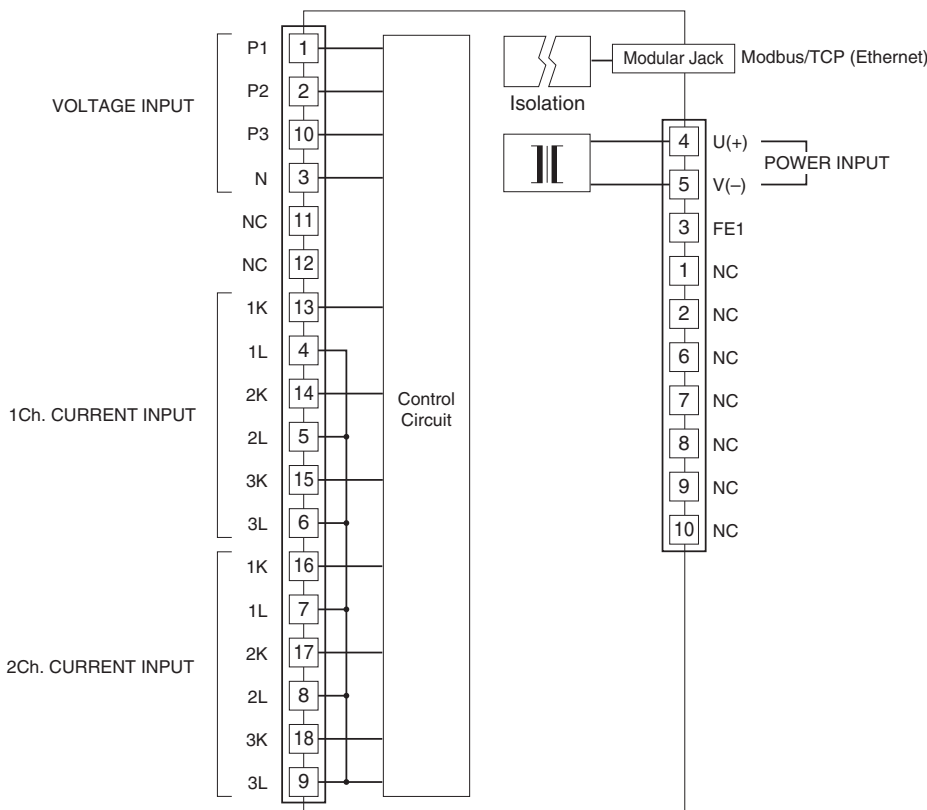 VOLTAGE INPUT
P1 1
P2 2
P3 10
N 3
NC 11
NC 12
1Ch. CURRENT INPUT
1K 13
1L 4
2K 14
2L 5
3K 15
3L 6
2Ch. CURRENT INPUT
1K 16
1L 7
2K 17
2L 8
3K 18
3L 9
Control
Circuit
Isolation
Modular Jack Modbus/TCP (Ethernet)
4 U(+)
POWER INPUT
5 V(–)
3 FE1
1 NC
2 NC
6 NC
7 NC
8 NC
9 NC
10 NC